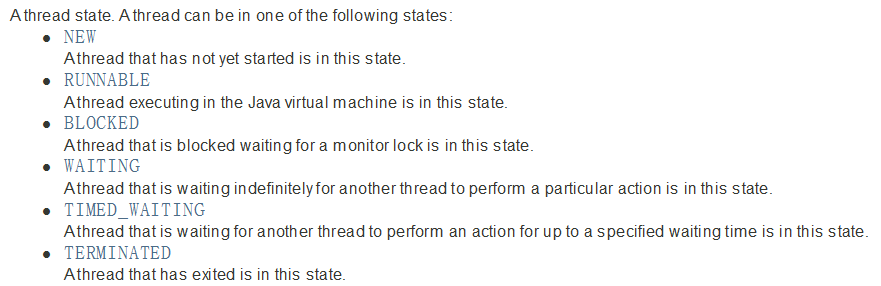 A thread state. A thread can be in one of the following states:
• NEW
A thread that has not yet started is in this state.
• RUNNABLE
A thread executing in the Java virtual machine is in this state.
• BLOCKED
A thread that is blocked waiting for a monitor lock is in this state.
• WAITING
A thread that is waiting indefinitely for another thread to perform a particular action is in this state.
• TIMED_WAITING
A thread that is waiting for another thread to perform an action for up to a specified waiting time is in this state.
• TERMINATED
A thread that has exited is in this state.